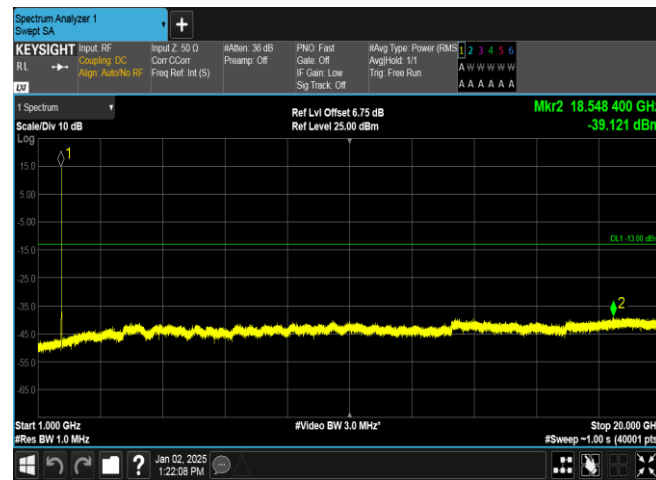 Spectrum Analyzer 1
Swept SA
KEYSIGHT
R L
LXI
Input: RF
Coupling: DC
Align: Auto/No RF
Input Z: 50 Ω
Corr CCorr
Freq Ref: Int (S)
#Atten: 36 dB
Preamp: Off
PNO: Fast
Gate: Off
IF Gain: Low
Sig Track: Off
#Avg Type: Power (RMS
Avg|Hold: 1/1
Trig: Free Run
1 2 3 4 5 6
A W W W W W
A A A A A A
1 Spectrum
Scale/Div 10 dB
Log
Ref Lvl Offset 6.75 dB
Ref Level 25.00 dBm
Mkr2 18.548 400 GHz
-39.121 dBm
1
15.0
5.00
-5.00
DL1 -13.00 dBm
-15.0
-25.0
-35.0
2
-45.0
-55.0
-65.0
Start 1.000 GHz
#Res BW 1.0 MHz
#Video BW 3.0 MHz*
Stop 20.000 GHz
#Sweep ~1.00 s (40001 pts
Jan 02, 2025
1:22:08 PM